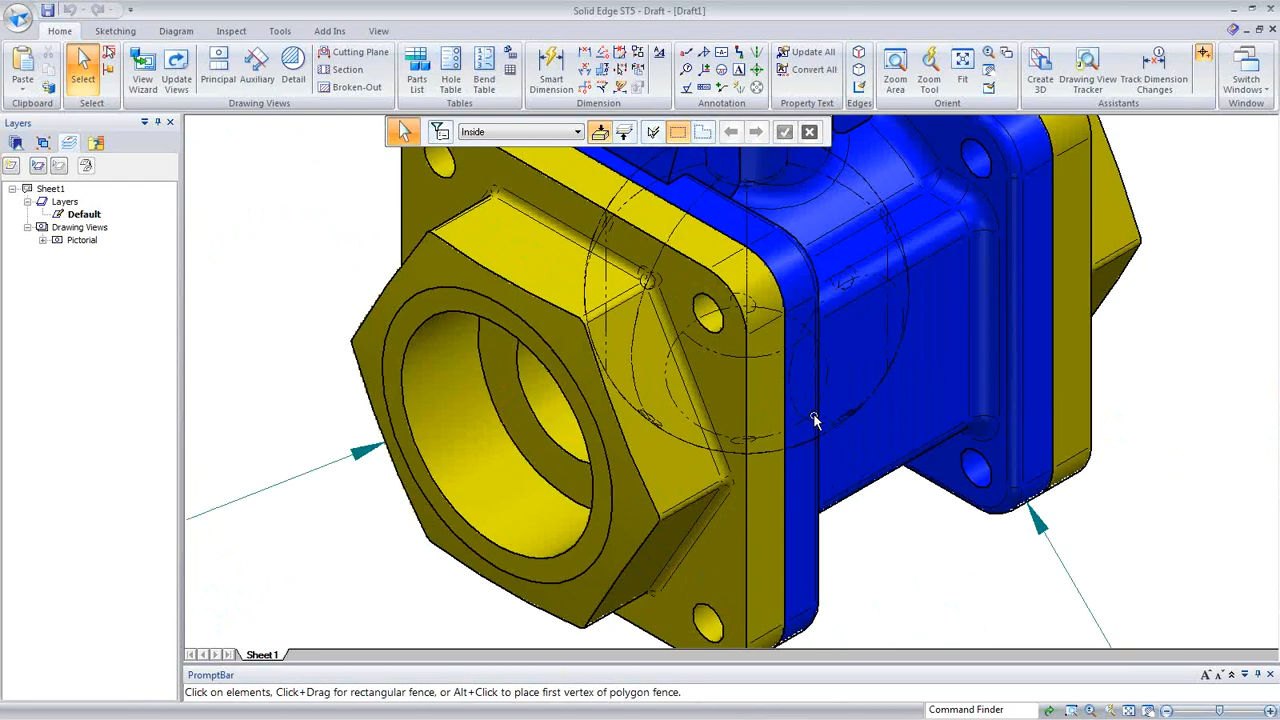 Solid Edge ST5 - Draft - [Draft1]
Home Sketching Diagram Inspect Tools Add Ins View
Paste
Select
View Wizard
Update Views
Principal
Auxiliary
Detail
Cutting Plane
Section
Broken-Out
Parts List
Hole Table
Bend Table
Smart Dimension
Update All
Convert All
Zoom Area
Zoom Tool
Fit
Create 3D
Drawing View Tracker
Track Dimension Changes
Switch Windows
Clipboard Select Drawing Views Tables Dimension Annotation Property Text Edges Orient Assistants Window
Layers
Inside
Sheet1
Layers
Default
Drawing Views
Pictorial
Sheet1
PromptBar
Click on elements, Click+Drag for rectangular fence, or Alt+Click to place first vertex of polygon fence.
Command Finder